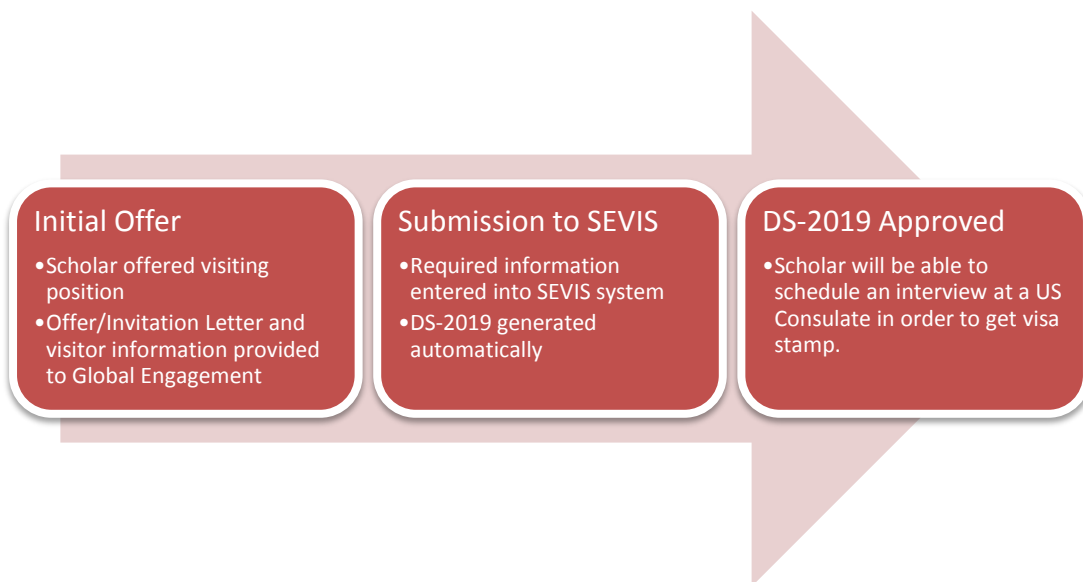 Initial Offer
•Scholar offered visiting
position
•Offer/Invitation Letter and
visitor information provided
to Global Engagement
Submission to SEVIS
•Required information
entered into SEVIS system
•DS-2019 generated
automatically
DS-2019 Approved
•Scholar will be able to
schedule an interview at a US
Consulate in order to get visa
stamp.